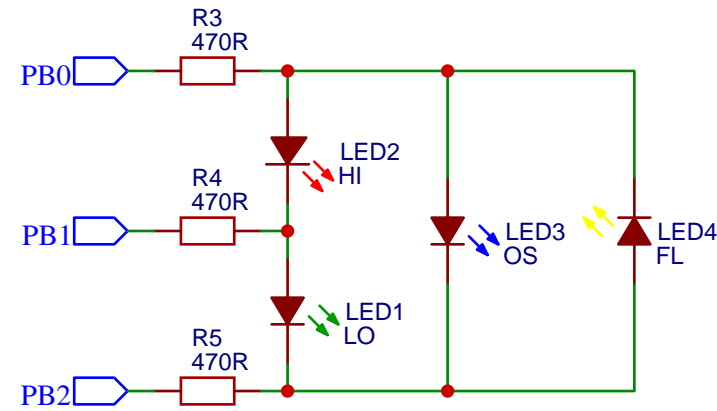 R3
470R
PB0
LED2
HI
R4
470R
PB1
LED3
OS
LED4
FL
LED1
LO
R5
470R
PB2